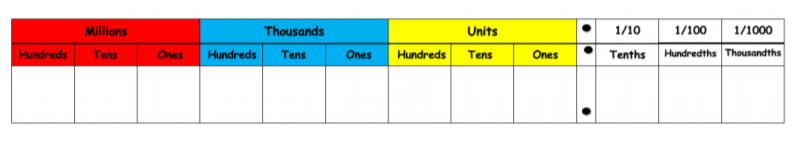 Millions Thousands Units 1/10 1/100 1/1000
Hundreds Tens Ones Hundreds Tens Ones Hundreds Tens Ones Tenths Hundredths Thousandths